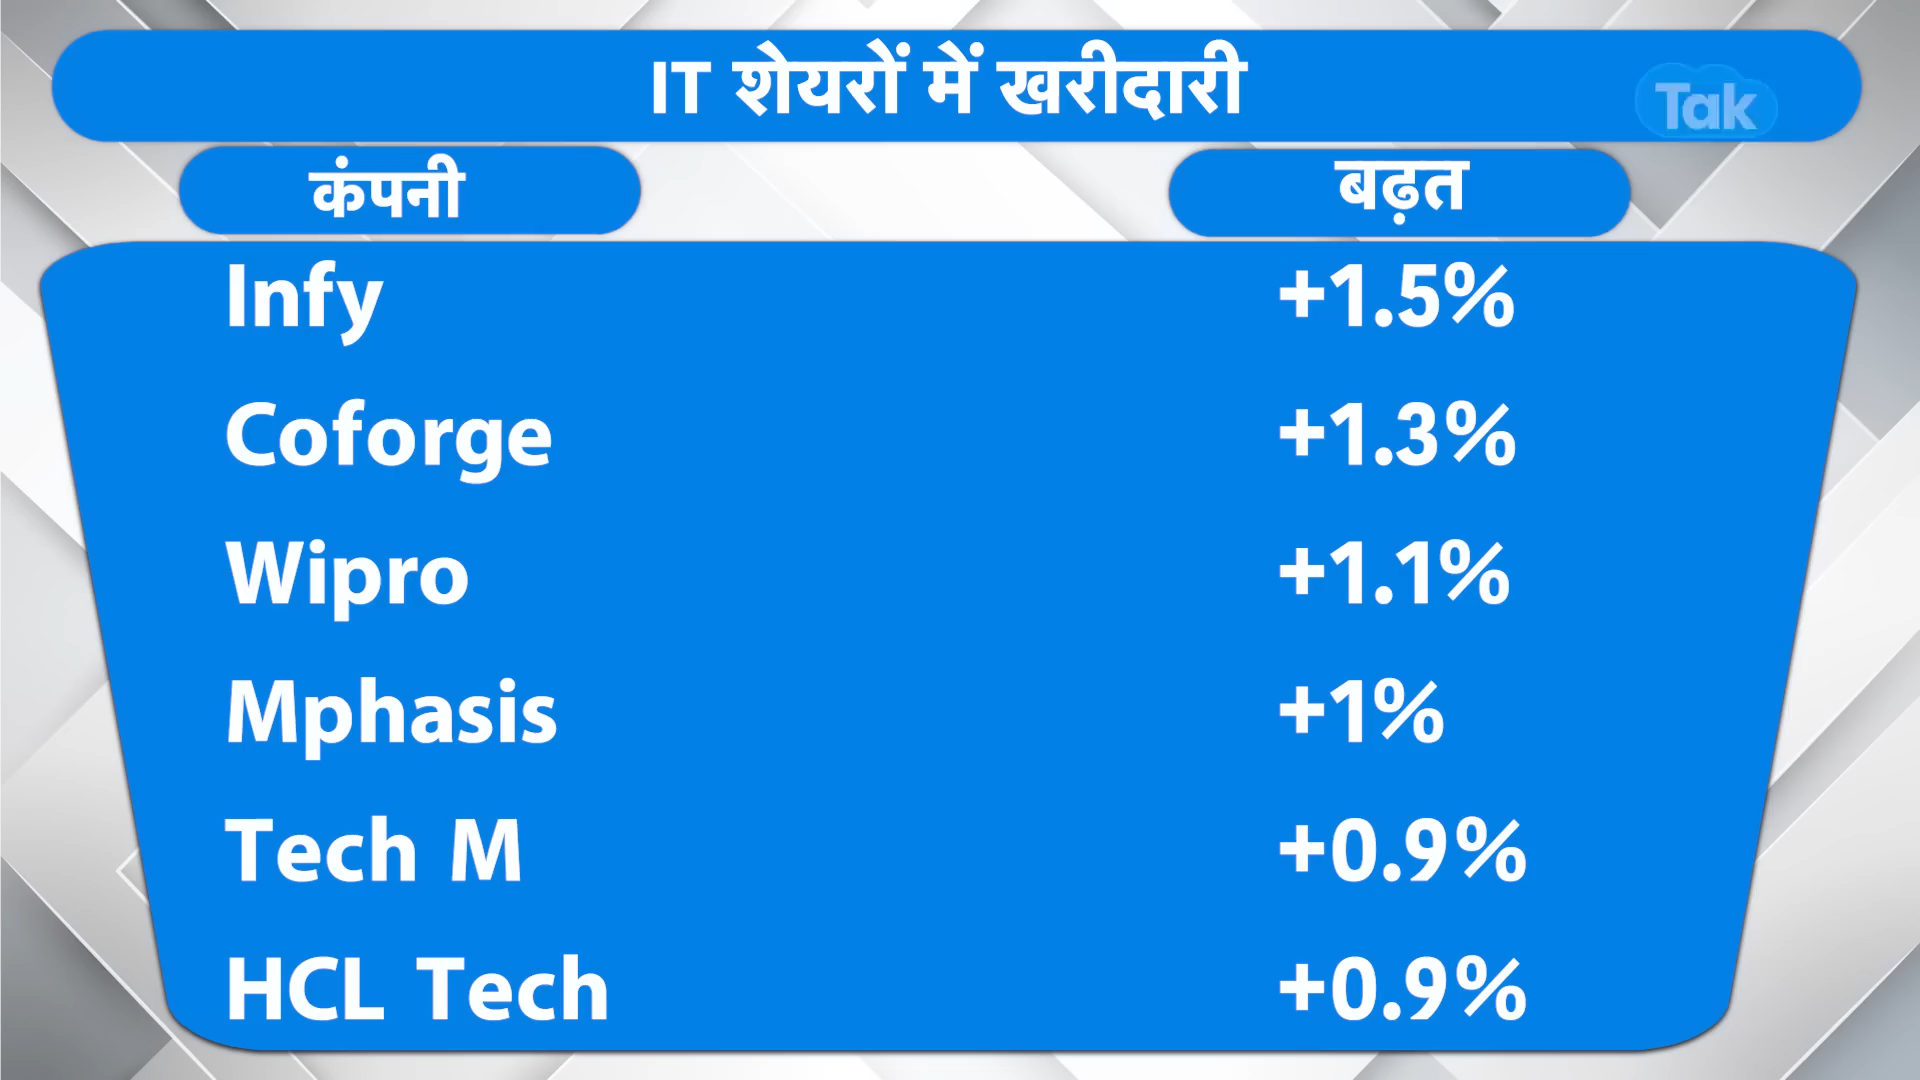 IT शेयरों में खरीदारी
Tak
कंपनी बढ़त
Infy +1.5%
Coforge +1.3%
Wipro +1.1%
Mphasis +1%
Tech M +0.9%
HCL Tech +0.9%